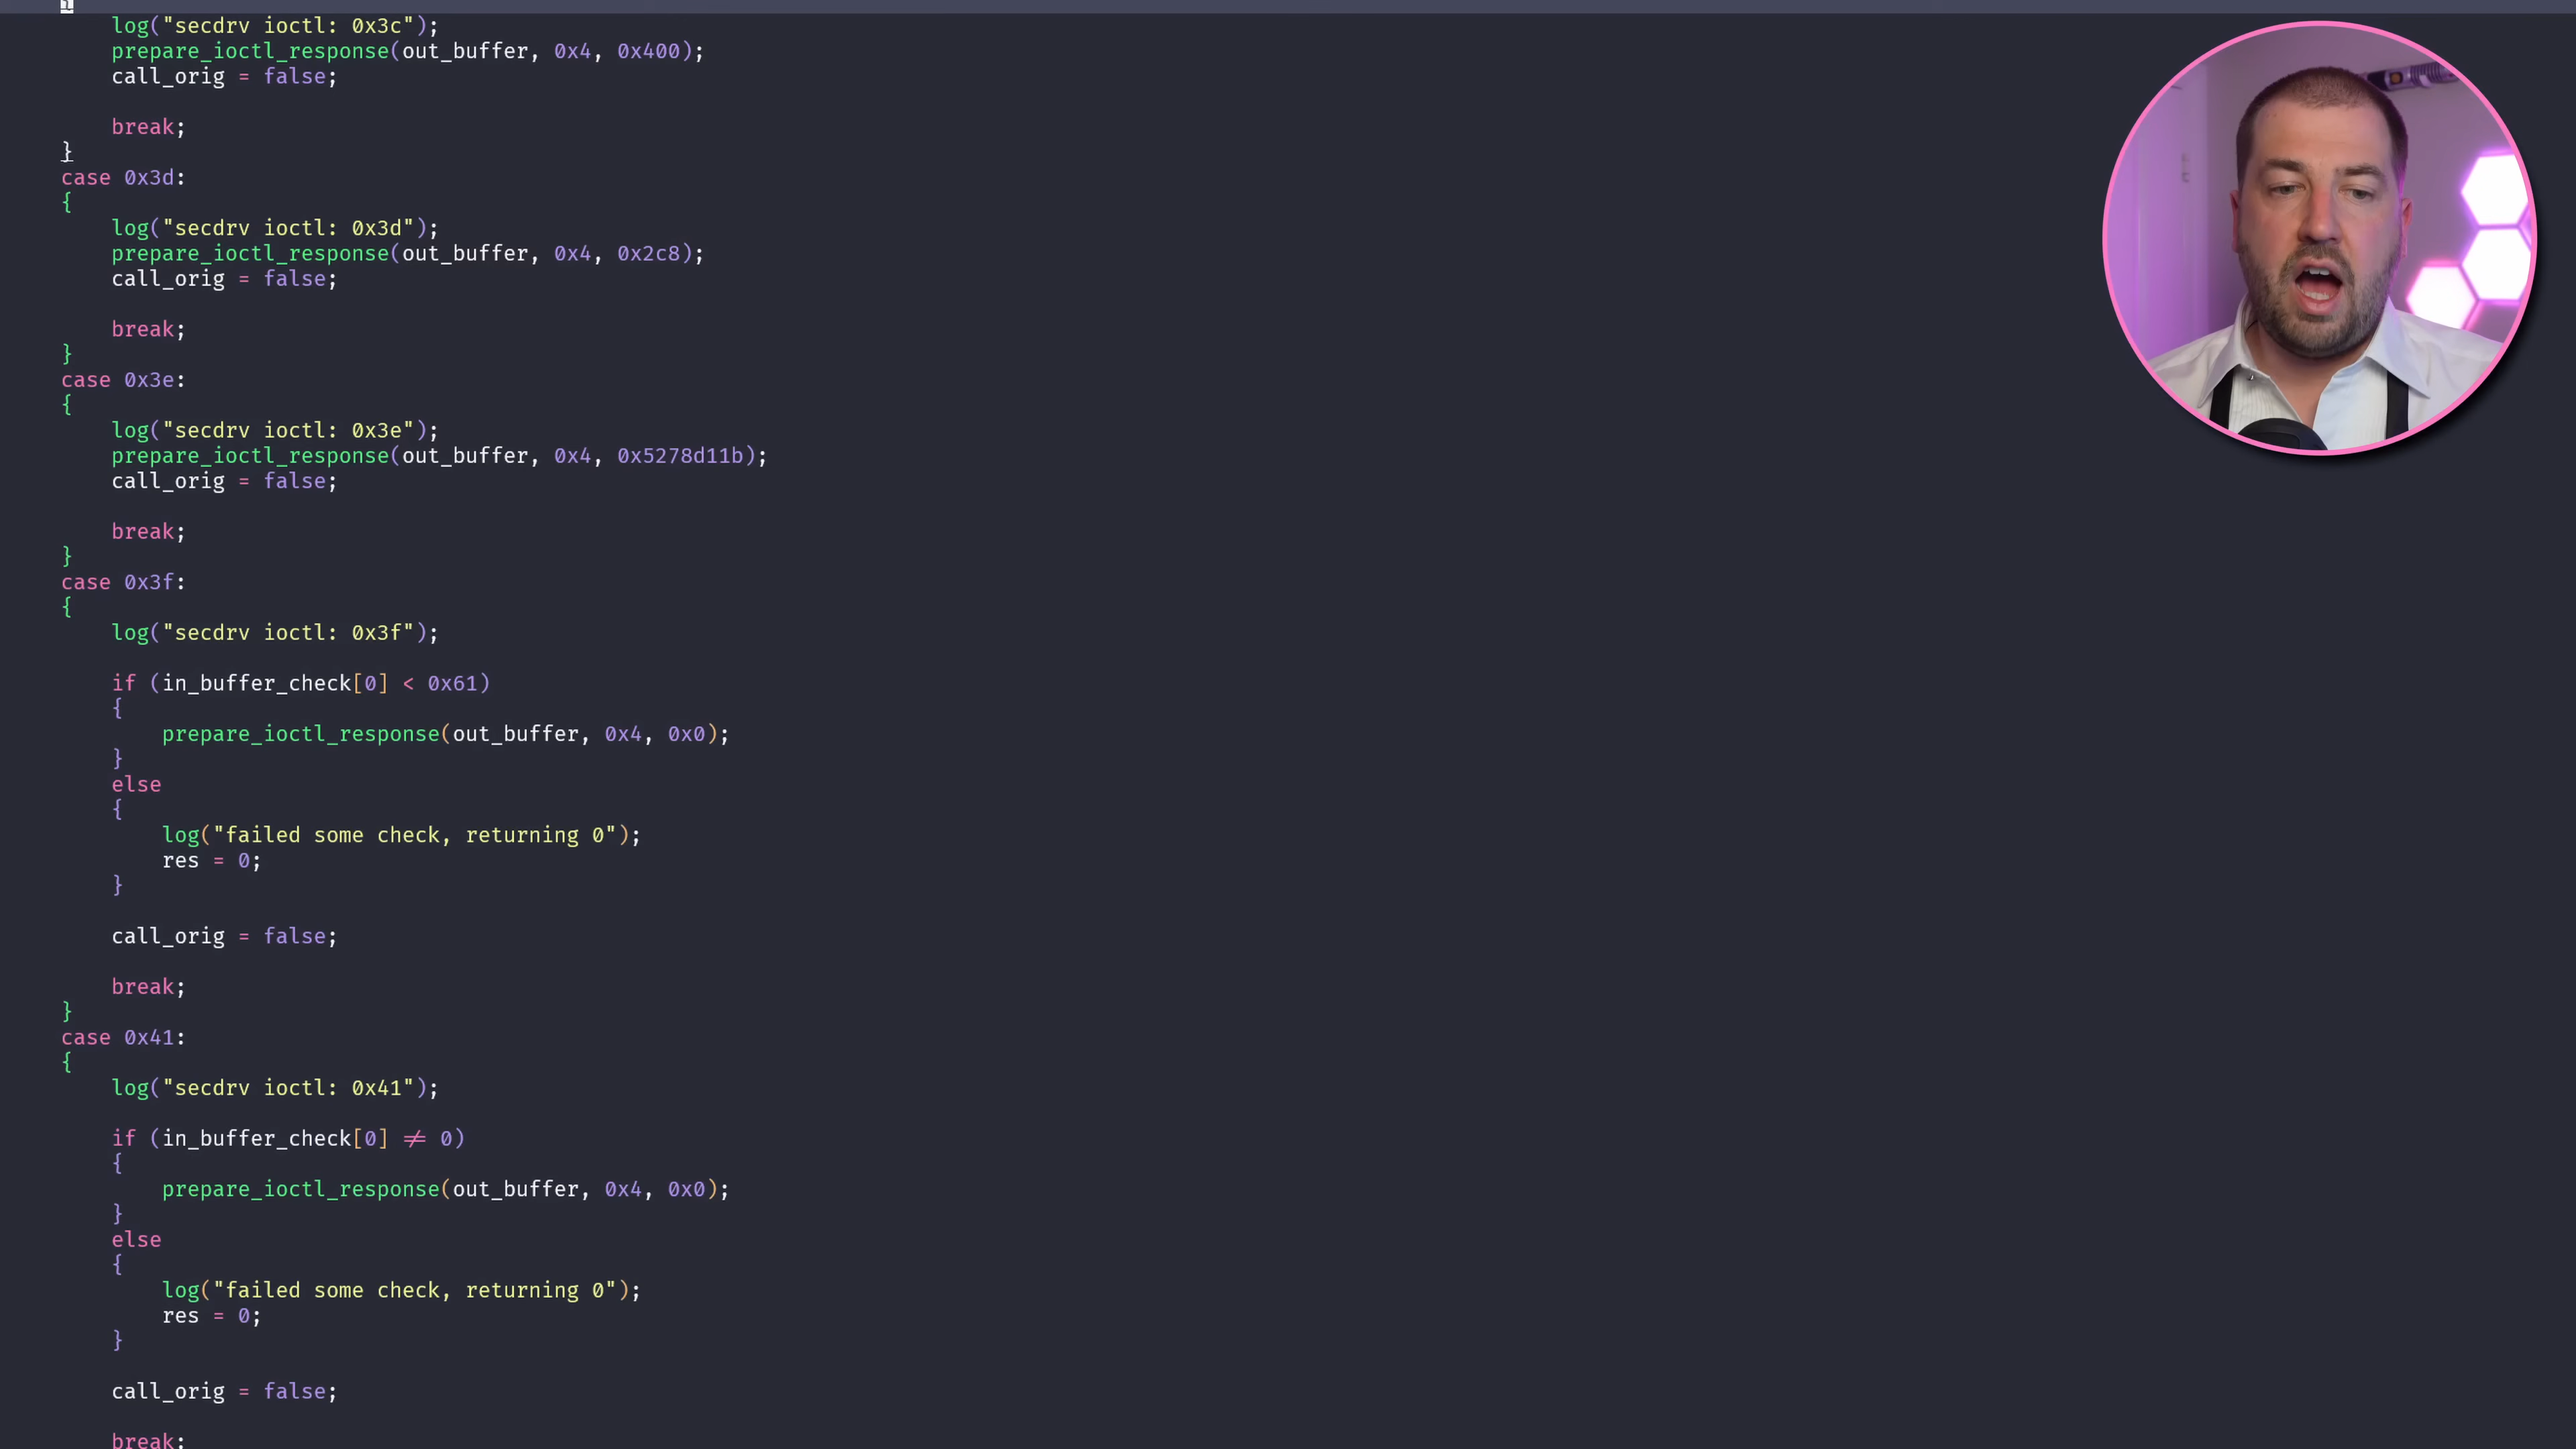 {
log("secdrv ioctl: 0x3c");
prepare_ioctl_response(out_buffer, 0x4, 0x400);
call_orig = false;
break;
}
case 0x3d:
{
log("secdrv ioctl: 0x3d");
prepare_ioctl_response(out_buffer, 0x4, 0x2c8);
call_orig = false;
break;
}
case 0x3e:
{
log("secdrv ioctl: 0x3e");
prepare_ioctl_response(out_buffer, 0x4, 0x5278d11b);
call_orig = false;
break;
}
case 0x3f:
{
log("secdrv ioctl: 0x3f");
if (in_buffer_check[0] < 0x61)
{
prepare_ioctl_response(out_buffer, 0x4, 0x0);
}
else
{
log("failed some check, returning 0");
res = 0;
}
call_orig = false;
break;
}
case 0x41:
{
log("secdrv ioctl: 0x41");
if (in_buffer_check[0] ≠ 0)
{
prepare_ioctl_response(out_buffer, 0x4, 0x0);
}
else
{
log("failed some check, returning 0");
res = 0;
}
call_orig = false;
break;